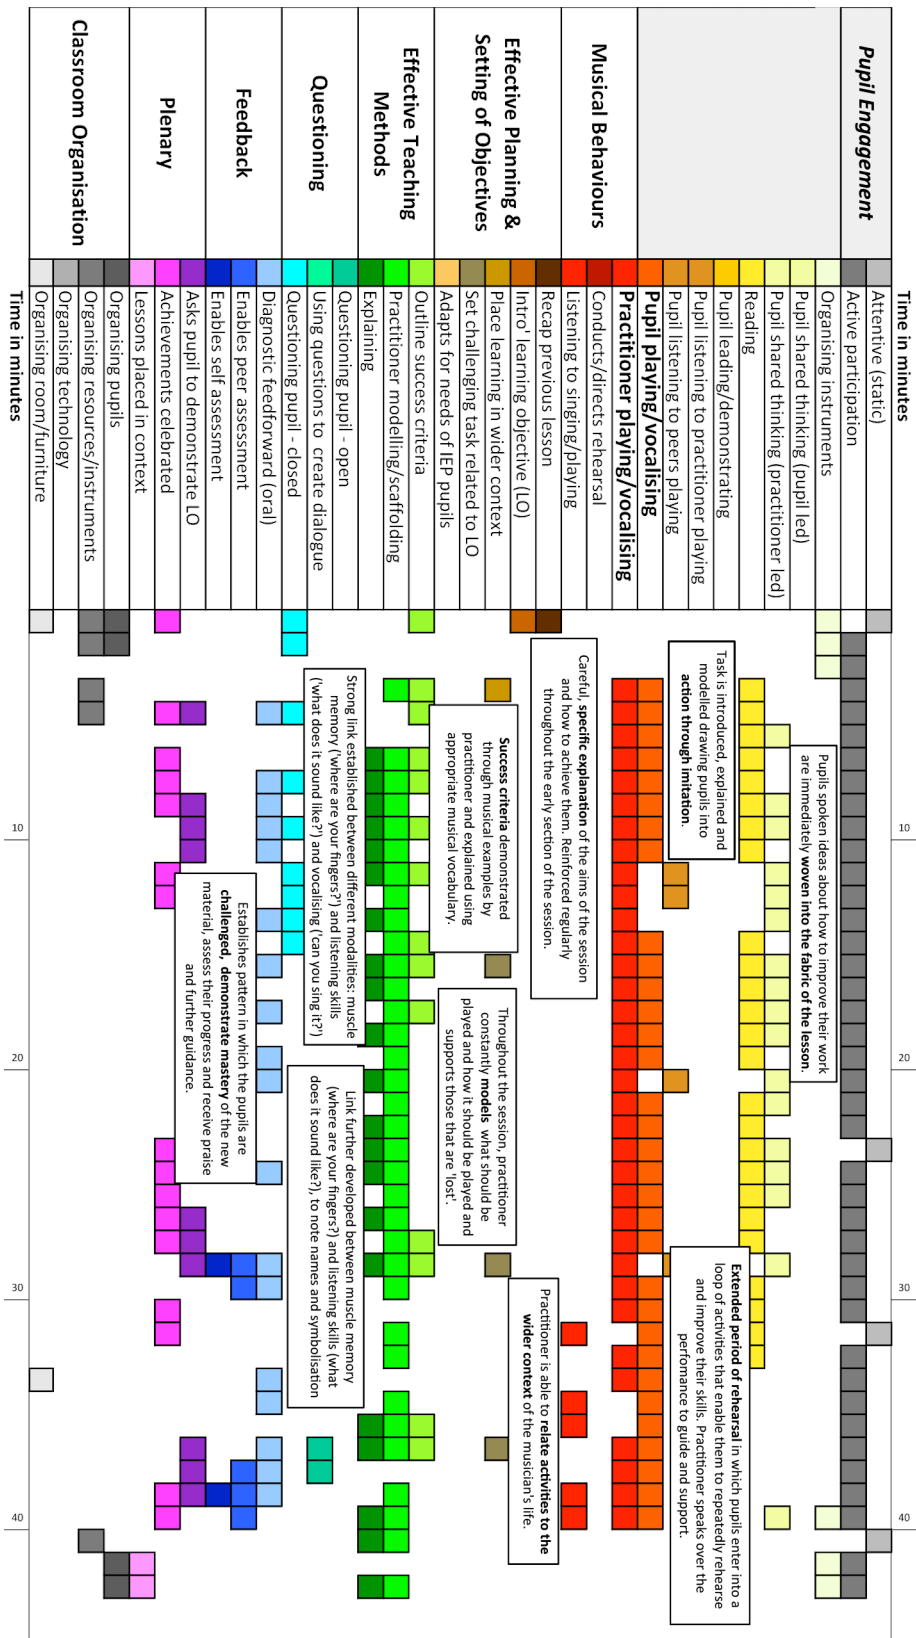 Time in minutes
10
20
30
40
Pupil Engagement
Attentive (static)
Active participation
Organising instruments
Pupil shared thinking (pupil led)
Pupil shared thinking (practitioner led)
Reading
Pupil leading/demonstrating
Pupil listening to practitioner playing
Pupil listening to peers playing
Pupil playing/vocalising
Musical Behaviours
Practitioner playing/vocalising
Conducts/directs rehearsal
Listening to singing/playing
Effective Planning &
Setting of Objectives
Recap previous lesson
Intro' learning objective (LO)
Place learning in wider context
Set challenging task related to LO
Adapts for needs of IEP pupils
Effective Teaching
Methods
Outline success criteria
Practitioner modelling/scaffolding
Explaining
Questioning
Questioning pupil - open
Using questions to create dialogue
Questioning pupil - closed
Feedback
Diagnostic feedforward (oral)
Enables peer assessment
Enables self assessment
Plenary
Asks pupil to demonstrate LO
Achievements celebrated
Lessons placed in context
Classroom Organisation
Organising pupils
Organising resources/instruments
Organising technology
Organising room/furniture
Time in minutes
10
20
30
40
Pupils spoken ideas about how to improve their work
are immediately woven into the fabric of the lesson.
Task is introduced, explained and
modelled drawing pupils into
action through imitation.
Extended period of rehearsal in which pupils enter into a
loop of activities that enable them to repeatedly rehearse
and improve their skills. Practitioner speaks over the
perfomance to guide and support.
Careful, specific explanation of the aims of the session
and how to achieve them. Reinforced regularly
throughout the early section of the session.
Practitioner is able to relate activities to the
wider context of the musician's life.
Success criteria demonstrated
through musical examples by
practitioner and explained using
appropriate musical vocabulary.
Throughout the session, practitioner
constantly models what should be
played and how it should be played and
supports those that are 'lost'.
Strong link established between different modalities: muscle
memory ('where are your fingers?') and listening skills
('what does it sound like?') and vocalising ('can you sing it?')
Link further developed between muscle memory
(where are your fingers?) and listening skills (what
does it sound like?), to note names and symbolisation
Establishes pattern in which the pupils are
challenged, demonstrate mastery of the new
material, assess their progress and receive praise
and further guidance.